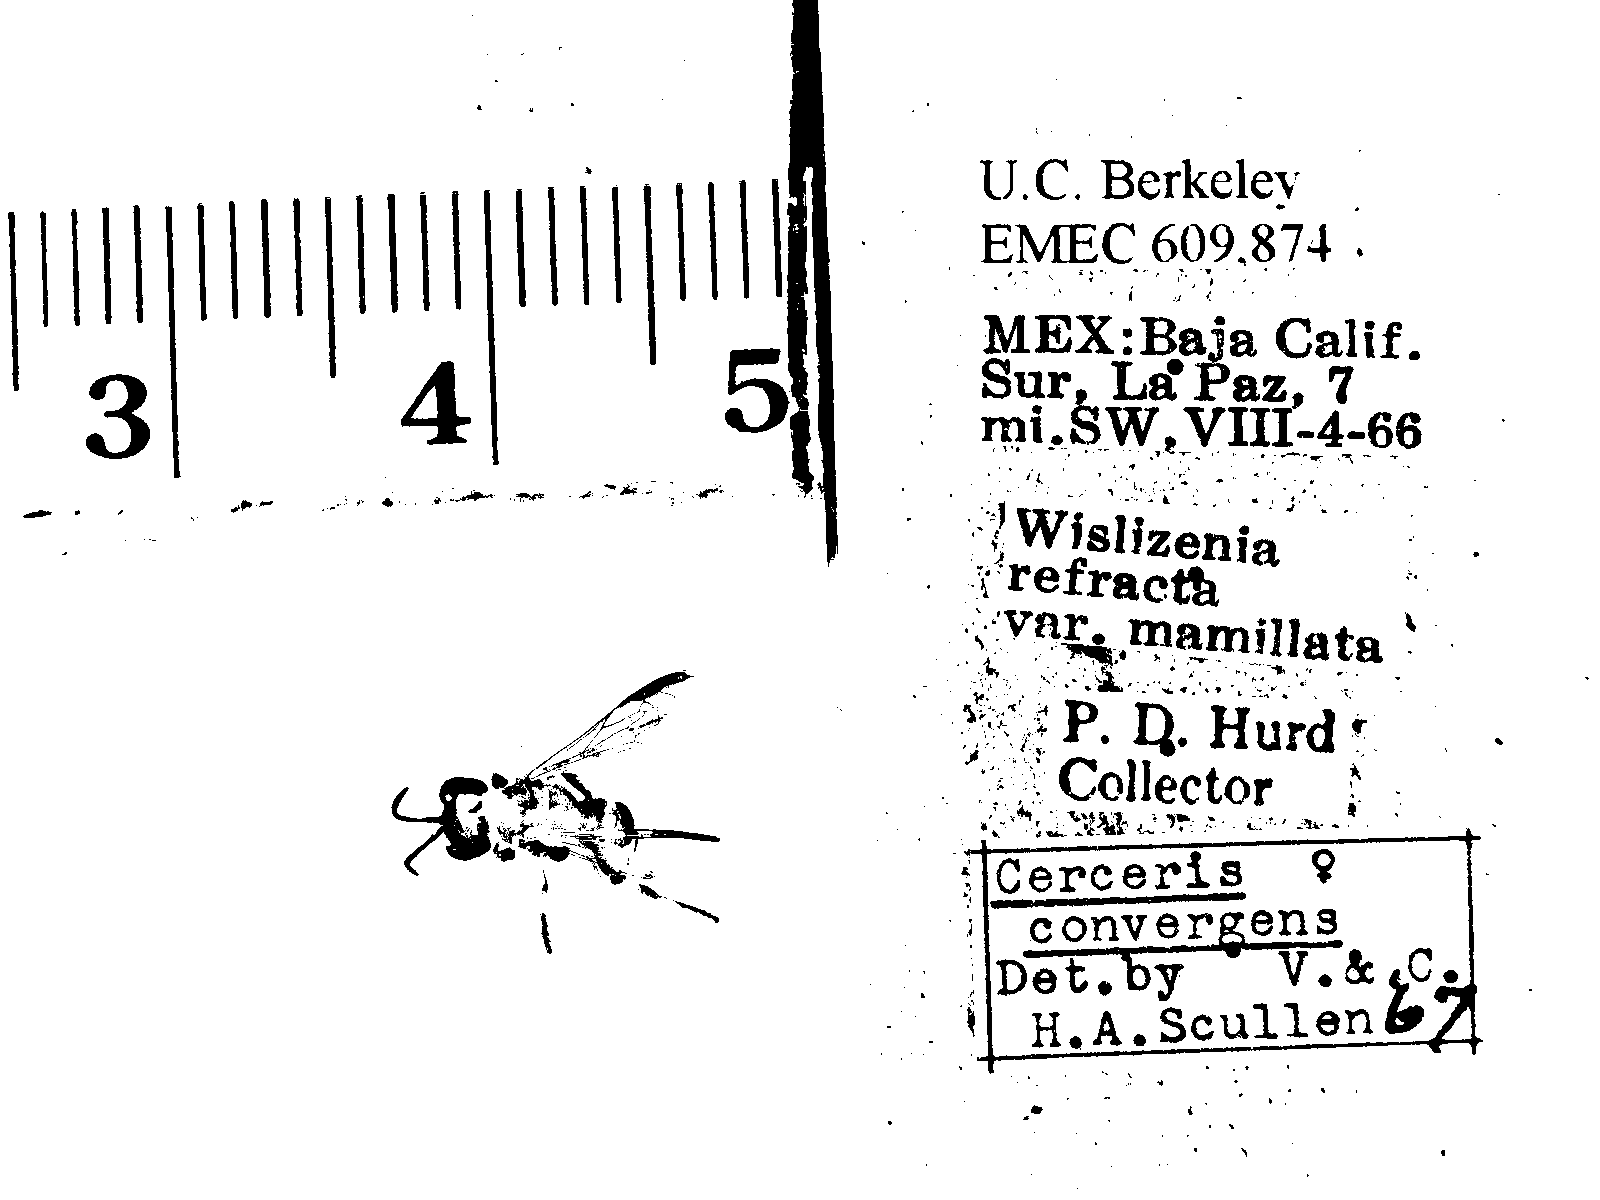 3 4 5
U.C. Berkeley
EMEC 609,874
MEX:Baja Calif.
Sur, La Paz, 7
mi.SW,VIII-4-66
Wislizenia
refracta
var. mamillata
P. D. Hurd
Collector
Cerceris ♀
convergens
Det.by V.& C.
H.A.Scullen 67